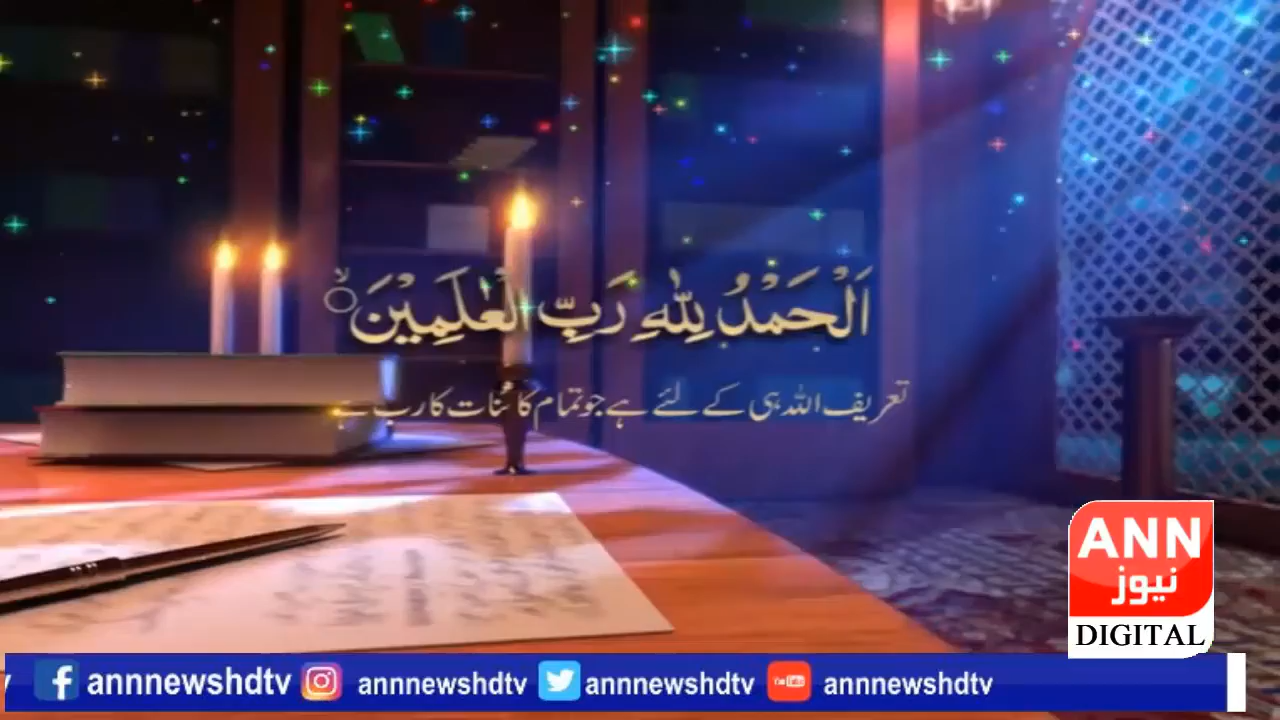 اَلْحَمْدُ لِلّٰهِ رَبِّ الْعٰلَمِيْنَ ۙ
تعریف اللہ ہی کے لئے ہے جو تمام کائنات کا رب ہے
ANN
نیوز
DIGITAL
annnewshdtv annnewshdtv annnewshdtv YouTube annnewshdtv